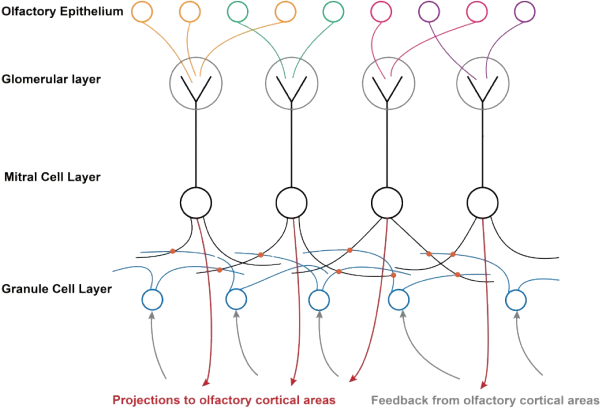 Olfactory Epithelium
Glomerular layer
Mitral Cell Layer
Granule Cell Layer
Projections to olfactory cortical areas
Feedback from olfactory cortical areas